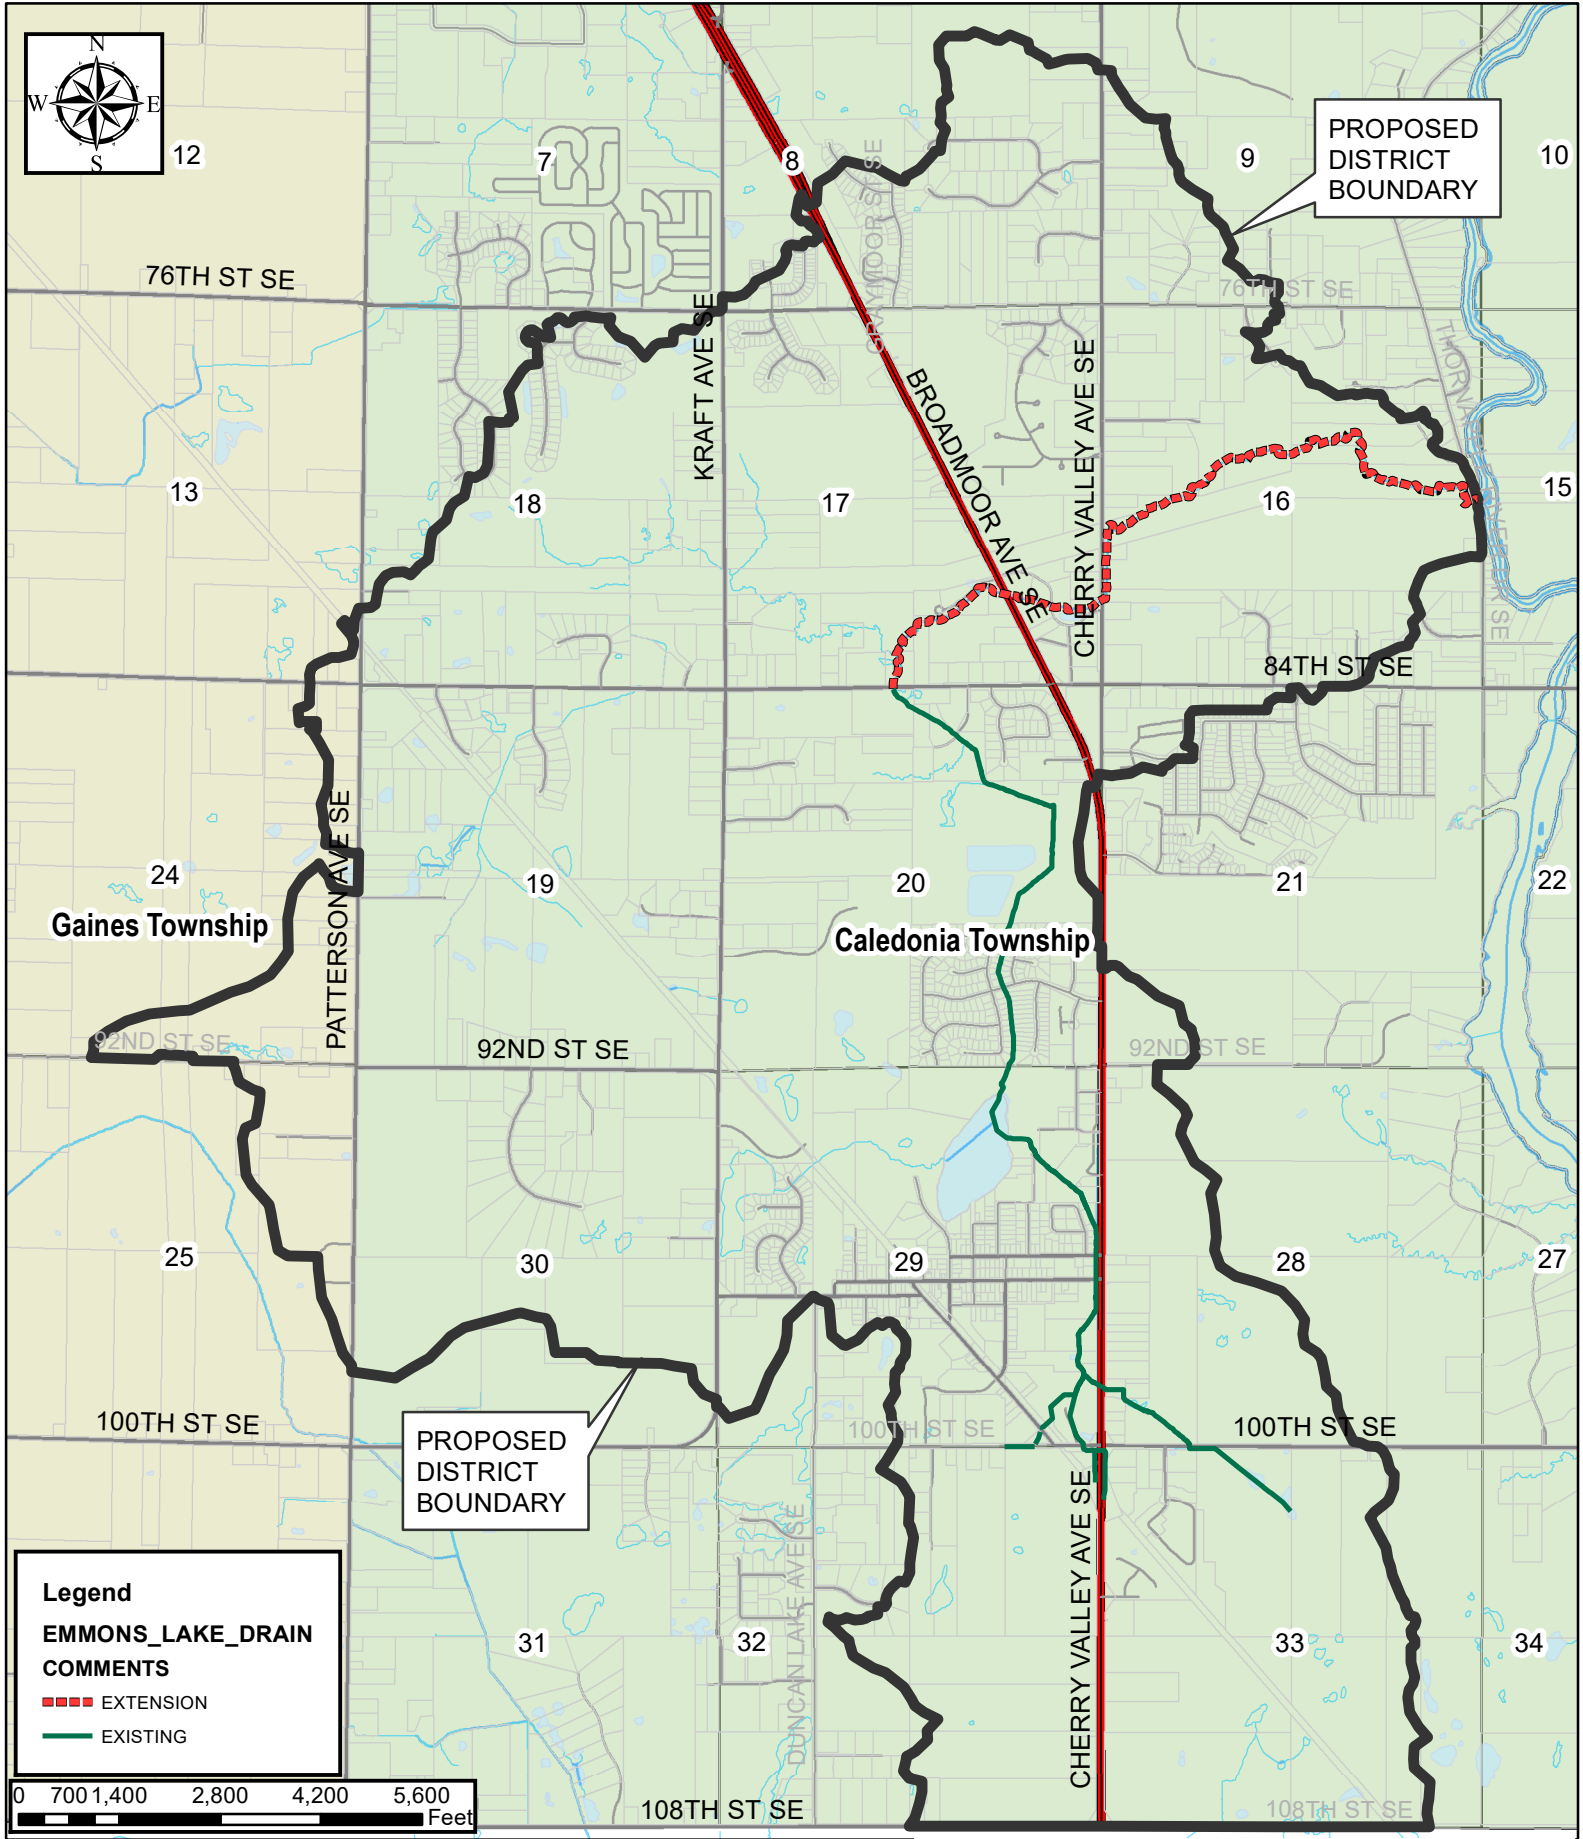 N
W E
S
12
7
8
9
10
PROPOSED
DISTRICT
BOUNDARY
76TH ST SE
76TH ST SE
KRAFT AVE SE
BROADMOOR AVE SE
CHERRY VALLEY AVE SE
13
18
17
16
15
84TH ST SE
PATTERSON AVE SE
24
19
20
21
22
Gaines Township
Caledonia Township
92ND ST SE
92ND ST SE
92ND ST SE
25
30
29
28
27
100TH ST SE
100TH ST SE
100TH ST SE
PROPOSED
DISTRICT
BOUNDARY
DUNCAN LAKE AVE SE
CHERRY VALLEY AVE SE
31
32
33
34
Legend
EMMONS_LAKE_DRAIN
COMMENTS
EXTENSION
EXISTING
0 700 1,400 2,800 4,200 5,600
Feet
108TH ST SE
108TH ST SE